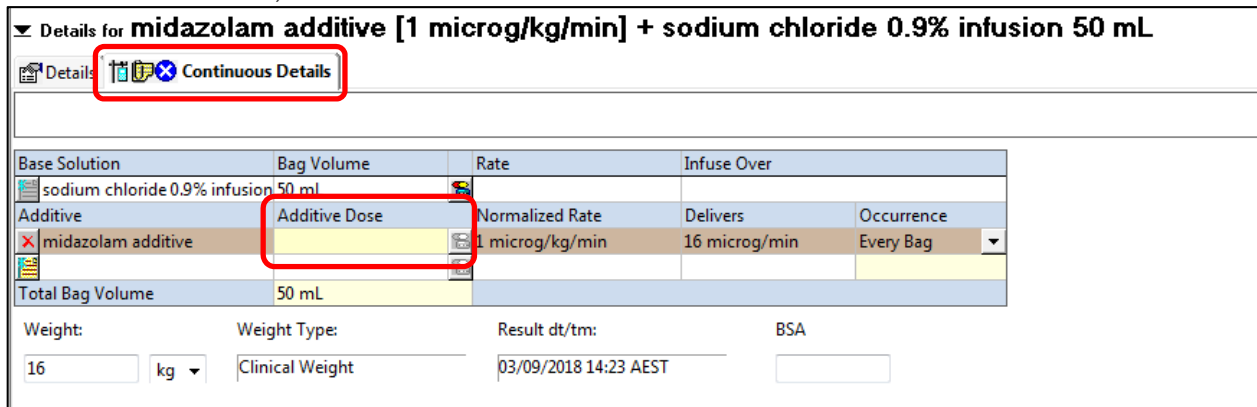 Details for midazolam additive [1 microg/kg/min] + sodium chloride 0.9% infusion 50 mL
Details Continuous Details
Base Solution Bag Volume Rate Infuse Over
sodium chloride 0.9% infusion 50 mL
Additive Additive Dose Normalized Rate Delivers Occurrence
midazolam additive 1 microg/kg/min 16 microg/min Every Bag
Total Bag Volume 50 mL
Weight: Weight Type: Result dt/tm: BSA
16 kg Clinical Weight 03/09/2018 14:23 AEST